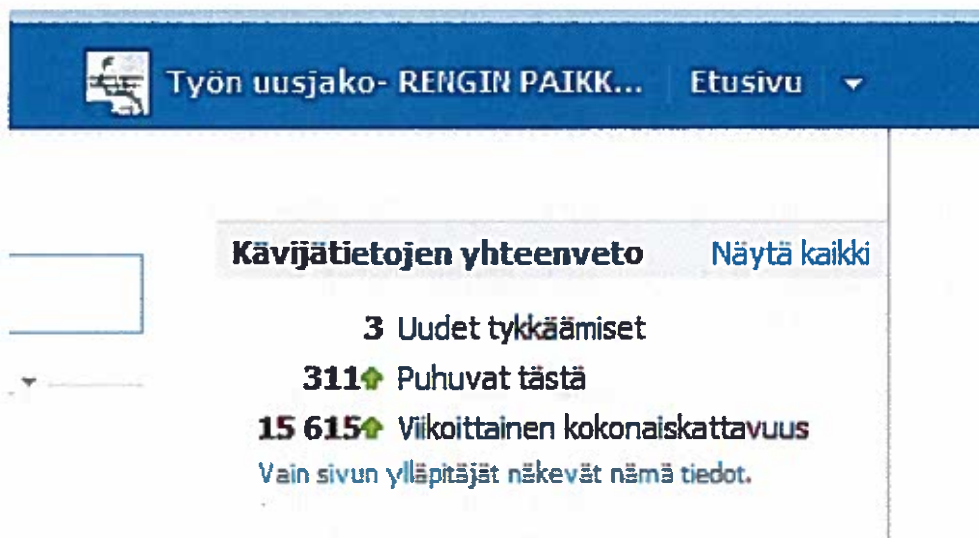 Työn uusjako- RENGIN PAIKK... Etusivu
Kävijätietojen yhteenveto Näytä kaikki
3 Uudet tykkäämiset
311 Puhuvat tästä
15 615 Viikoittainen kokonaiskattavuus
Vain sivun ylläpitäjät näkevät nämä tiedot.